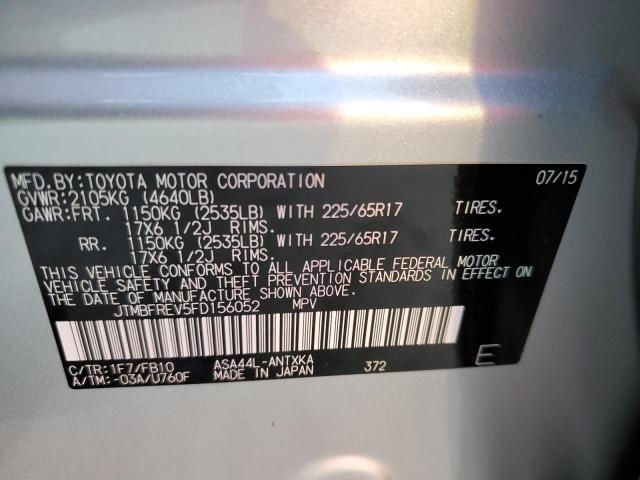 MFD.BY:TOYOTA MOTOR CORPORATION 07/15
GVWR:2105KG (4640LB)
GAWR:FRT. 1150KG (2535LB) WITH 225/65R17 TIRES.
17X6 1/2J RIMS.
RR. 1150KG (2535LB) WITH 225/65R17 TIRES.
17X6 1/2J RIMS.
THIS VEHICLE CONFORMS TO ALL APPLICABLE FEDERAL MOTOR
VEHICLE SAFETY AND THEFT PREVENTION STANDARDS IN EFFECT ON
THE DATE OF MANUFACTURE SHOWN ABOVE.
JTMBFREV5FD156052 MPV
C/TR:1F7/FB10 ASA44L-ANTXKA 372 E
A/TM:-03A/U760F MADE IN JAPAN